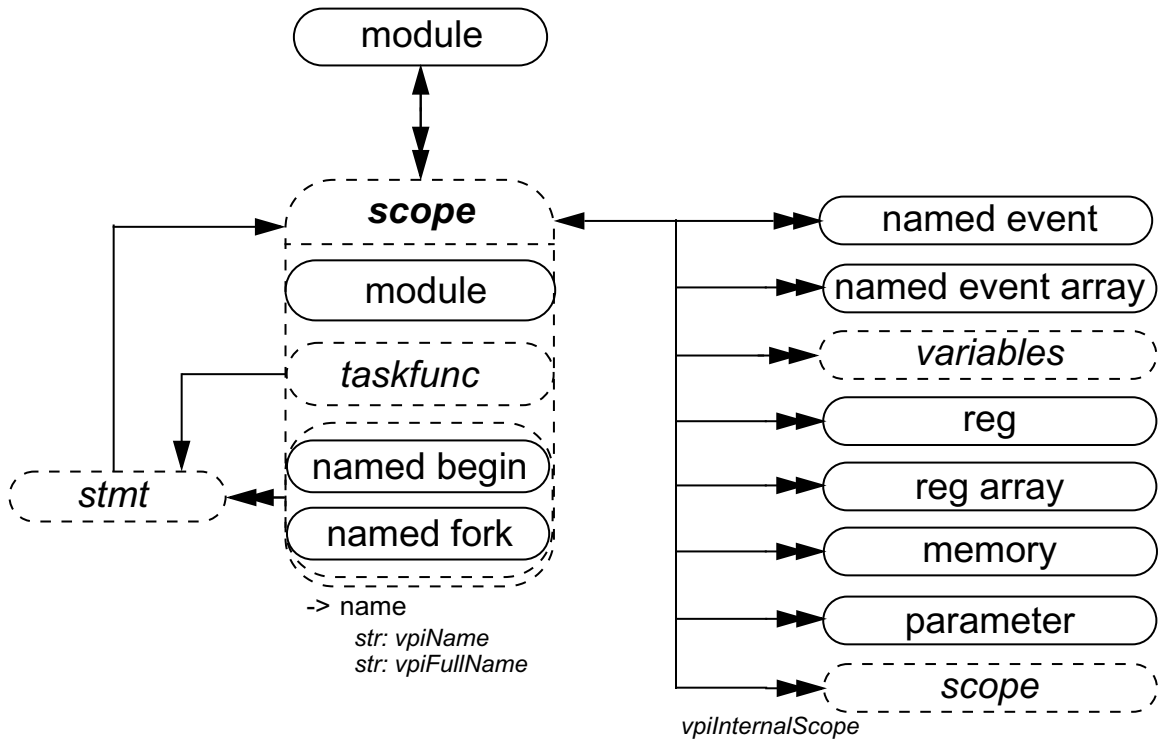 module
scope
module
taskfunc
named begin
named fork
stmt
-> name
str: vpiName
str: vpiFullName
named event
named event array
variables
reg
reg array
memory
parameter
scope
vpiInternalScope